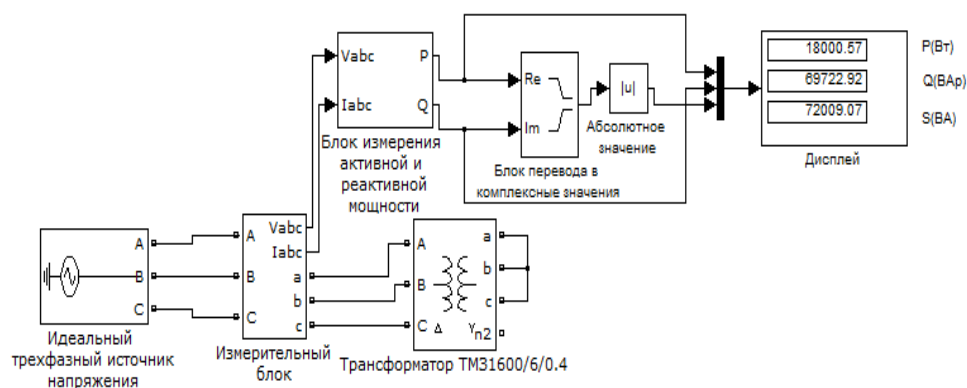 Vabc
P
Iabc
Q
Блок измерения
активной и
реактивной
мощности
Re
Im
Блок перевода в
комплексные значения
|u|
Абсолютное
значение
18000.57
69722.92
72009.07
Дисплей
P(Вт)
Q(ВАр)
S(ВА)
A
B
C
Идеальный
трехфазный источник
напряжения
A
B
C
Vabc
Iabc
a
b
c
Измерительный
блок
A
B
C
Δ
a
b
c
Yn2
Трансформатор ТМЗ1600/6/0.4